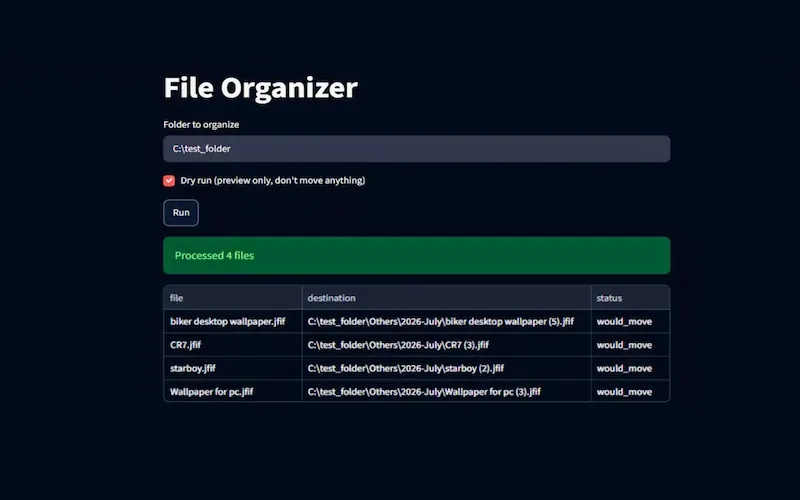 File Organizer
Folder to organize
C:\test_folder
Dry run (preview only, don't move anything)
Run
Processed 4 files
file destination status
biker desktop wallpaper.jfif C:\test_folder\Others\2026-July\biker desktop wallpaper (5).jfif would_move
CR7.jfif C:\test_folder\Others\2026-July\CR7 (3).jfif would_move
starboy.jfif C:\test_folder\Others\2026-July\starboy (2).jfif would_move
Wallpaper for pc.jfif C:\test_folder\Others\2026-July\Wallpaper for pc (3).jfif would_move